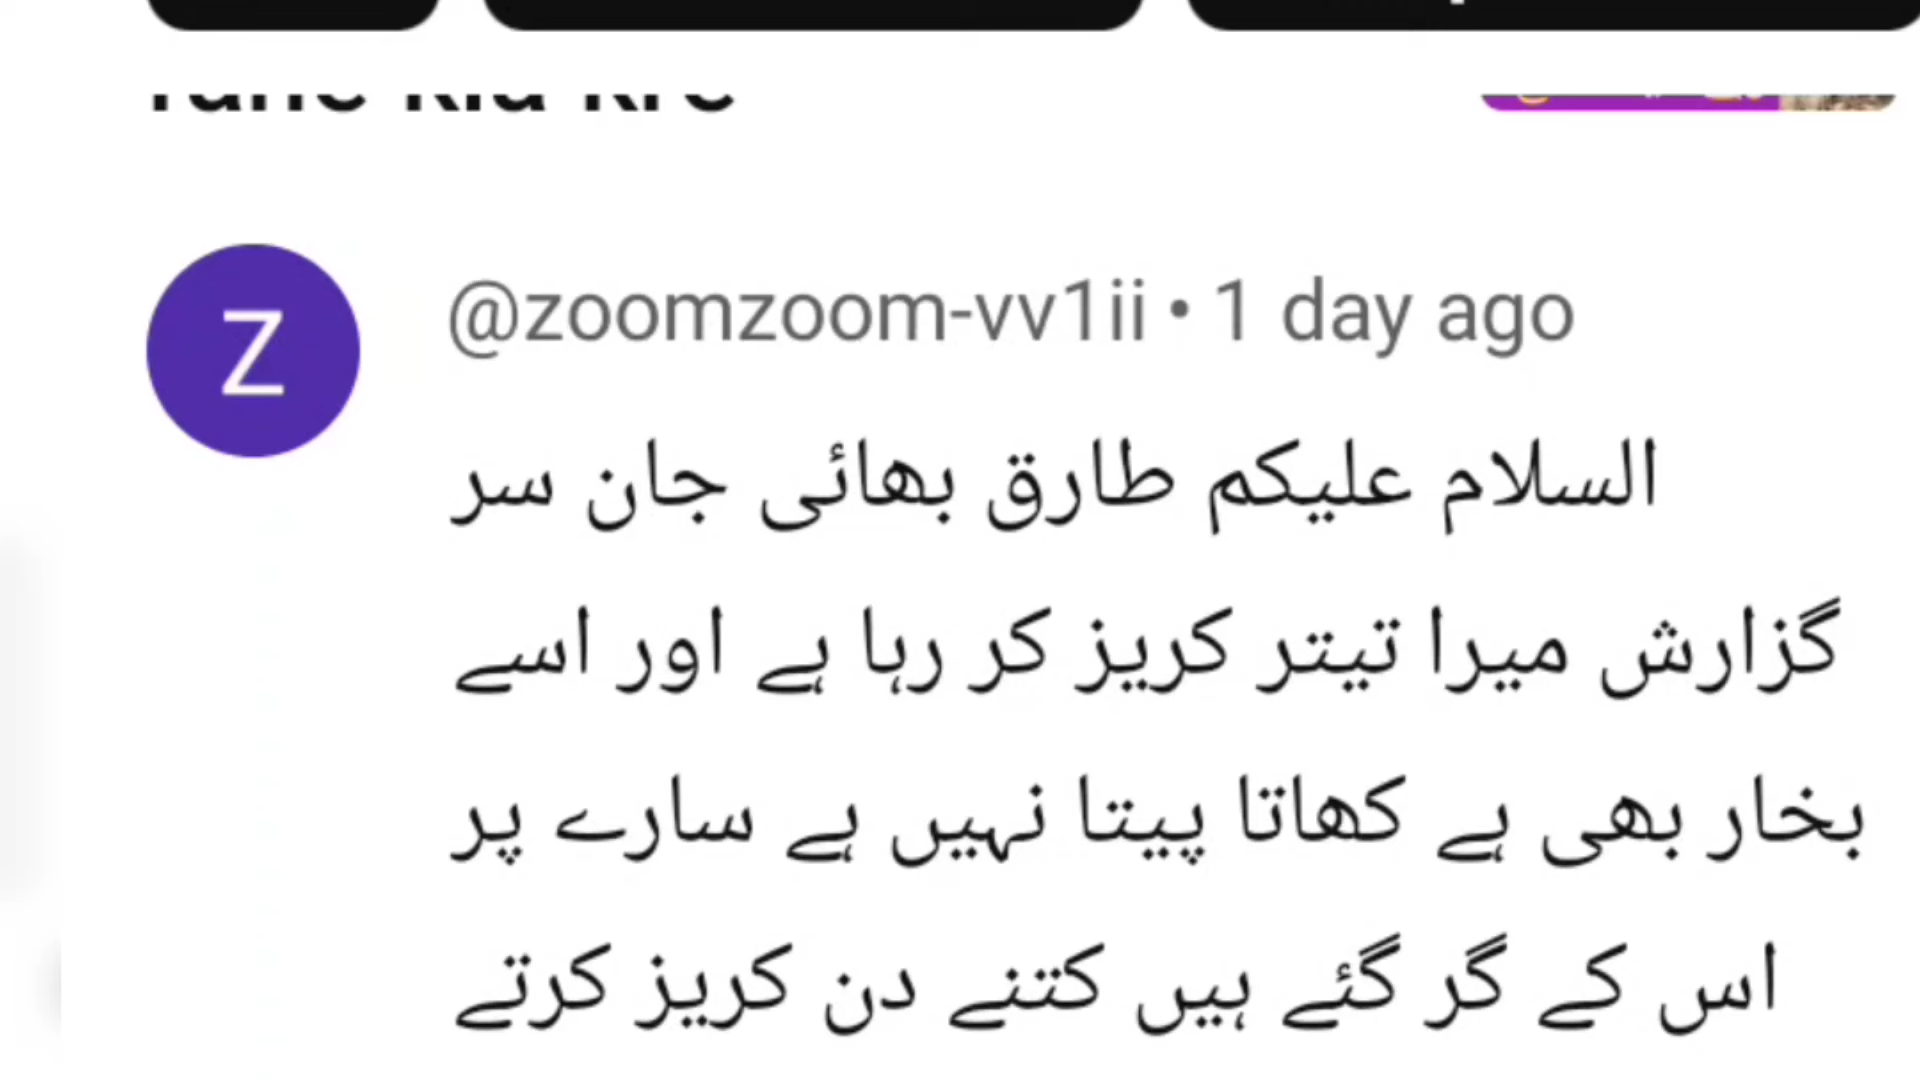 @zoomzoom-vv1ii • 1 day ago
Z
السلام علیکم طارق بھائی جان سر
گزارش میرا تیتر کریز کر رہا ہے اور اسے
بخار بھی ہے کھاتا پیتا نہیں ہے سارے پر
اس کے گر گئے ہیں کتنے دن کریز کرتے